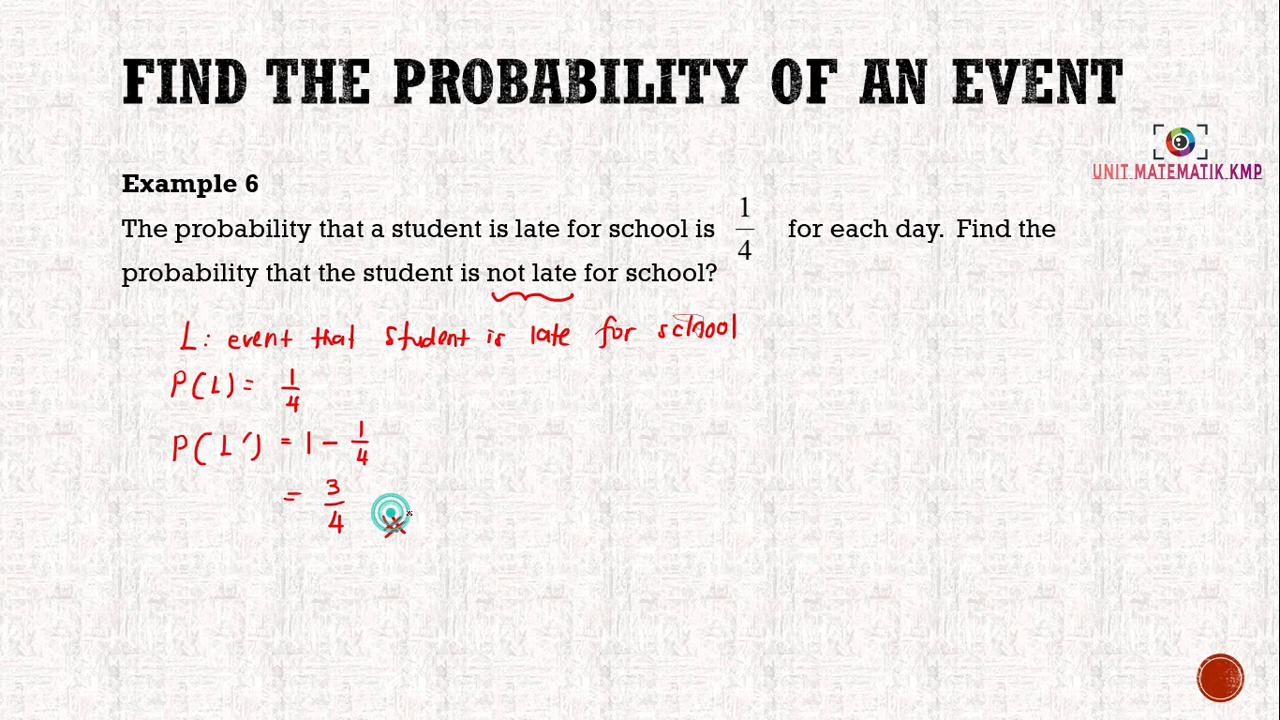 FIND THE PROBABILITY OF AN EVENT
UNIT MATEMATIK KMP
Example 6
The probability that a student is late for school is 1/4 for each day. Find the
probability that the student is not late for school?
L: event that student is late for school
P(L) = 1/4
P(L') = 1 - 1/4
= 3/4